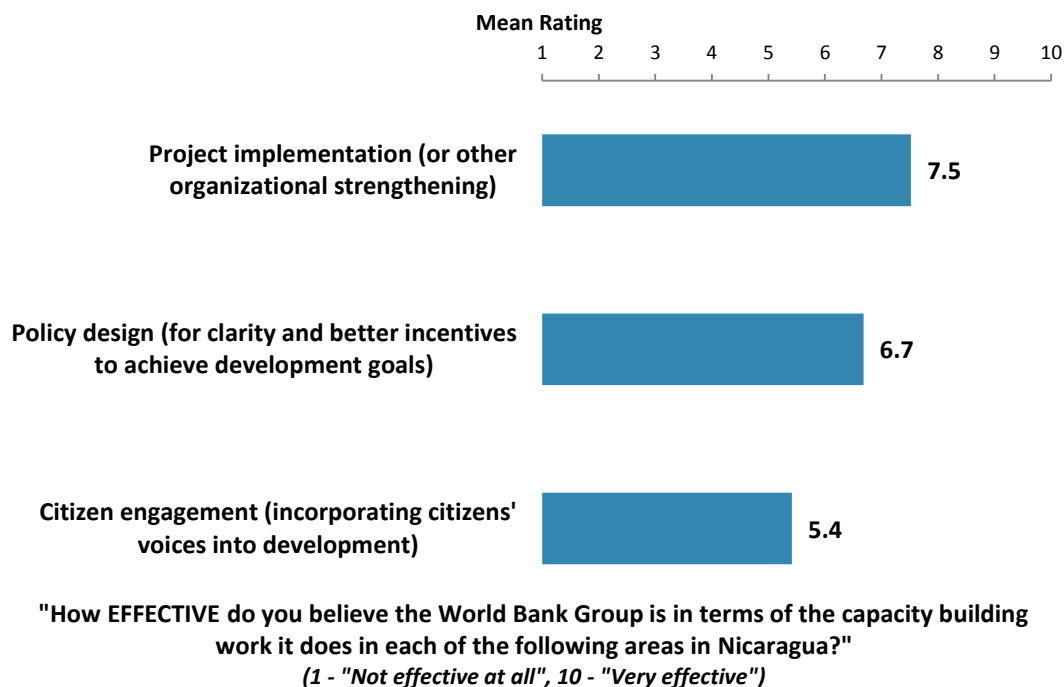 Mean Rating
1 2 3 4 5 6 7 8 9 10
Project implementation (or other
organizational strengthening)
7.5
Policy design (for clarity and better incentives
to achieve development goals)
6.7
Citizen engagement (incorporating citizens'
voices into development)
5.4
"How EFFECTIVE do you believe the World Bank Group is in terms of the capacity building
work it does in each of the following areas in Nicaragua?"
(1 - "Not effective at all", 10 - "Very effective")